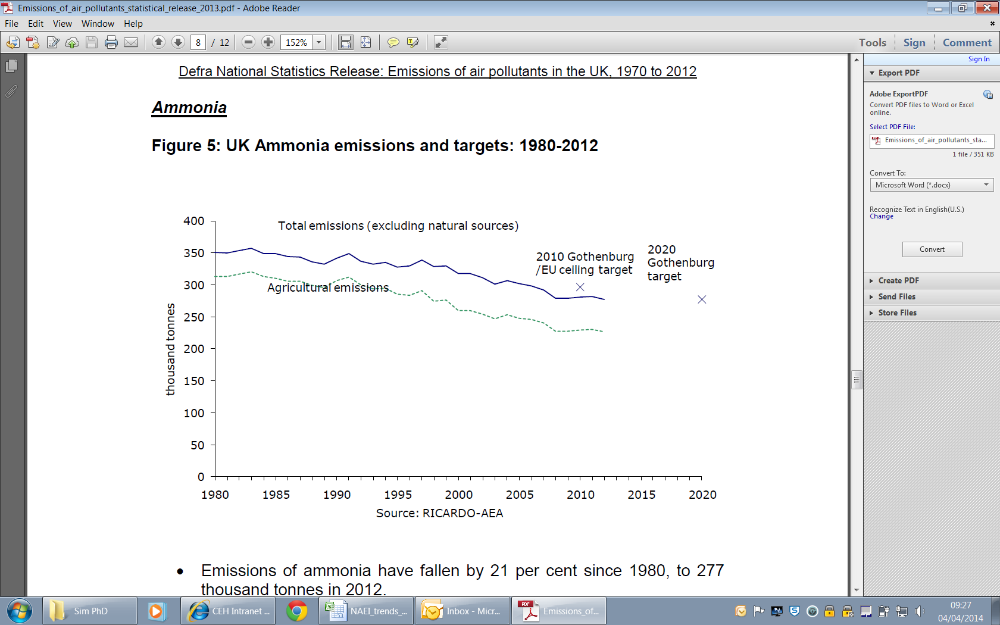 Emissions_of_air_pollutants_statistical_release_2013.pdf - Adobe Reader
File Edit View Window Help
8 / 12 152% Tools Sign Comment
Sign In
Export PDF
Adobe ExportPDF
Convert PDF files to Word or Excel
online.
Select PDF File:
Emissions_of_air_pollutants_sta...
1 file / 351 KB
Convert To:
Microsoft Word (*.docx)
Recognize Text in English(U.S.)
Change
Convert
Create PDF
Send Files
Store Files
Defra National Statistics Release: Emissions of air pollutants in the UK, 1970 to 2012
Ammonia
Figure 5: UK Ammonia emissions and targets: 1980-2012
Total emissions (excluding natural sources)
2010 Gothenburg
/EU ceiling target
2020
Gothenburg
target
Agricultural emissions
thousand tonnes
400
350
300
250
200
150
100
50
0
1980 1985 1990 1995 2000 2005 2010 2015 2020
Source: RICARDO-AEA
• Emissions of ammonia have fallen by 21 per cent since 1980, to 277
thousand tonnes in 2012.
Sim PhD CEH Intranet ... NAEI_trends_... Inbox - Micr... PDF Emissions_of...
09:27
04/04/2014